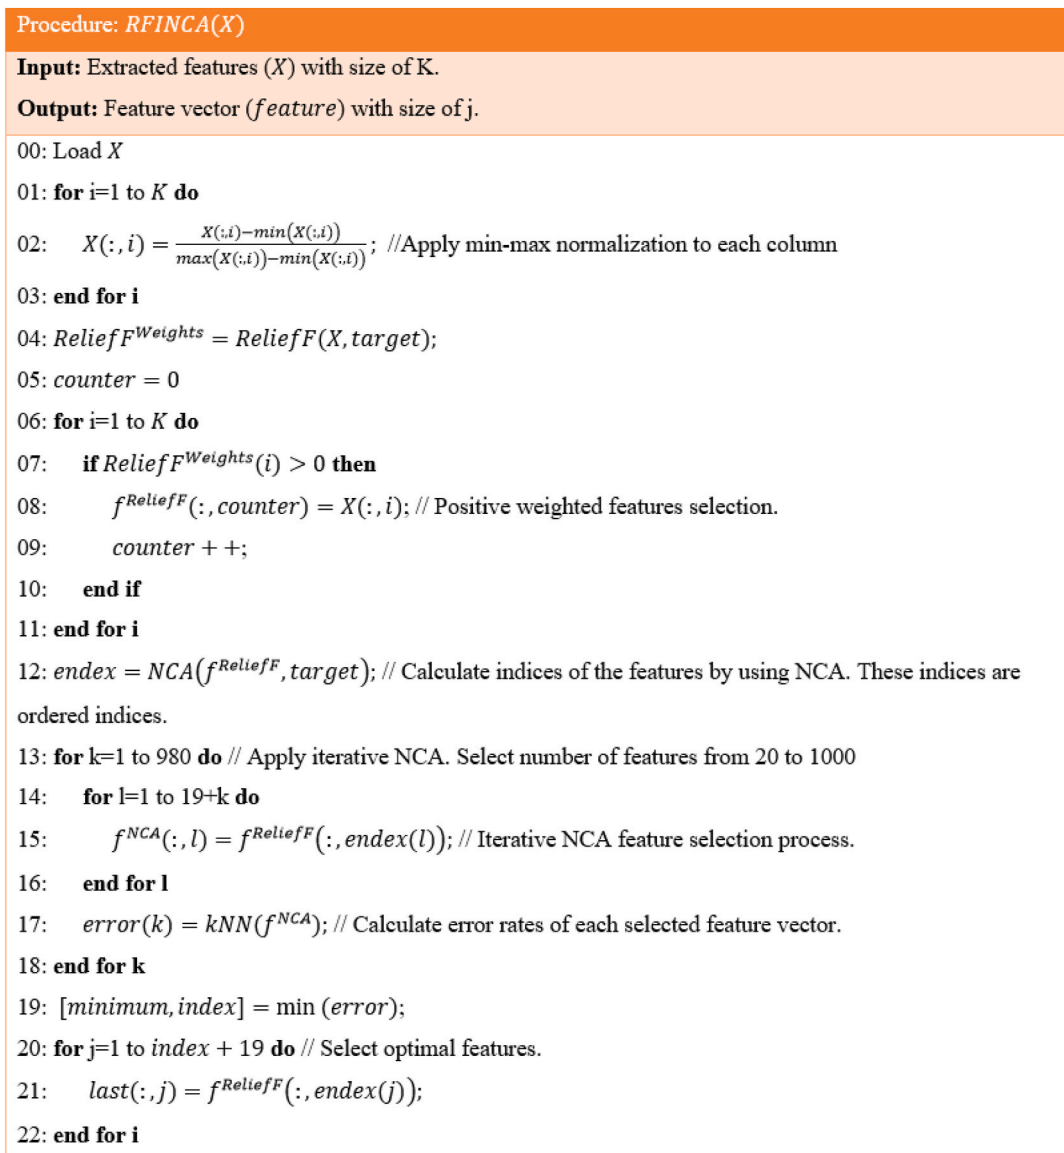 Procedure: RFINCA(X)
Input: Extracted features (X) with size of K.
Output: Feature vector (feature) with size of j.
00: Load X
01: for i=1 to K do
02: X(:,i) = \frac{X(:,i)−min(X(:,i))}{max(X(:,i))−min(X(:,i))}; //Apply min-max normalization to each column
03: end for i
04: ReliefF^{Weights} = ReliefF(X, target);
05: counter = 0
06: for i=1 to K do
07: if ReliefF^{Weights}(i) > 0 then
08: f^{ReliefF}(:,counter) = X(:,i); // Positive weighted features selection.
09: counter + +;
10: end if
11: end for i
12: endex = NCA(f^{ReliefF}, target); // Calculate indices of the features by using NCA. These indices are
ordered indices.
13: for k=1 to 980 do // Apply iterative NCA. Select number of features from 20 to 1000
14: for l=1 to 19+k do
15: f^{NCA}(:,l) = f^{ReliefF}(:,endex(l)); // Iterative NCA feature selection process.
16: end for l
17: error(k) = kNN(f^{NCA}); // Calculate error rates of each selected feature vector.
18: end for k
19: [minimum, index] = min (error);
20: for j=1 to index + 19 do // Select optimal features.
21: last(:,j) = f^{ReliefF}(:,endex(j));
22: end for i